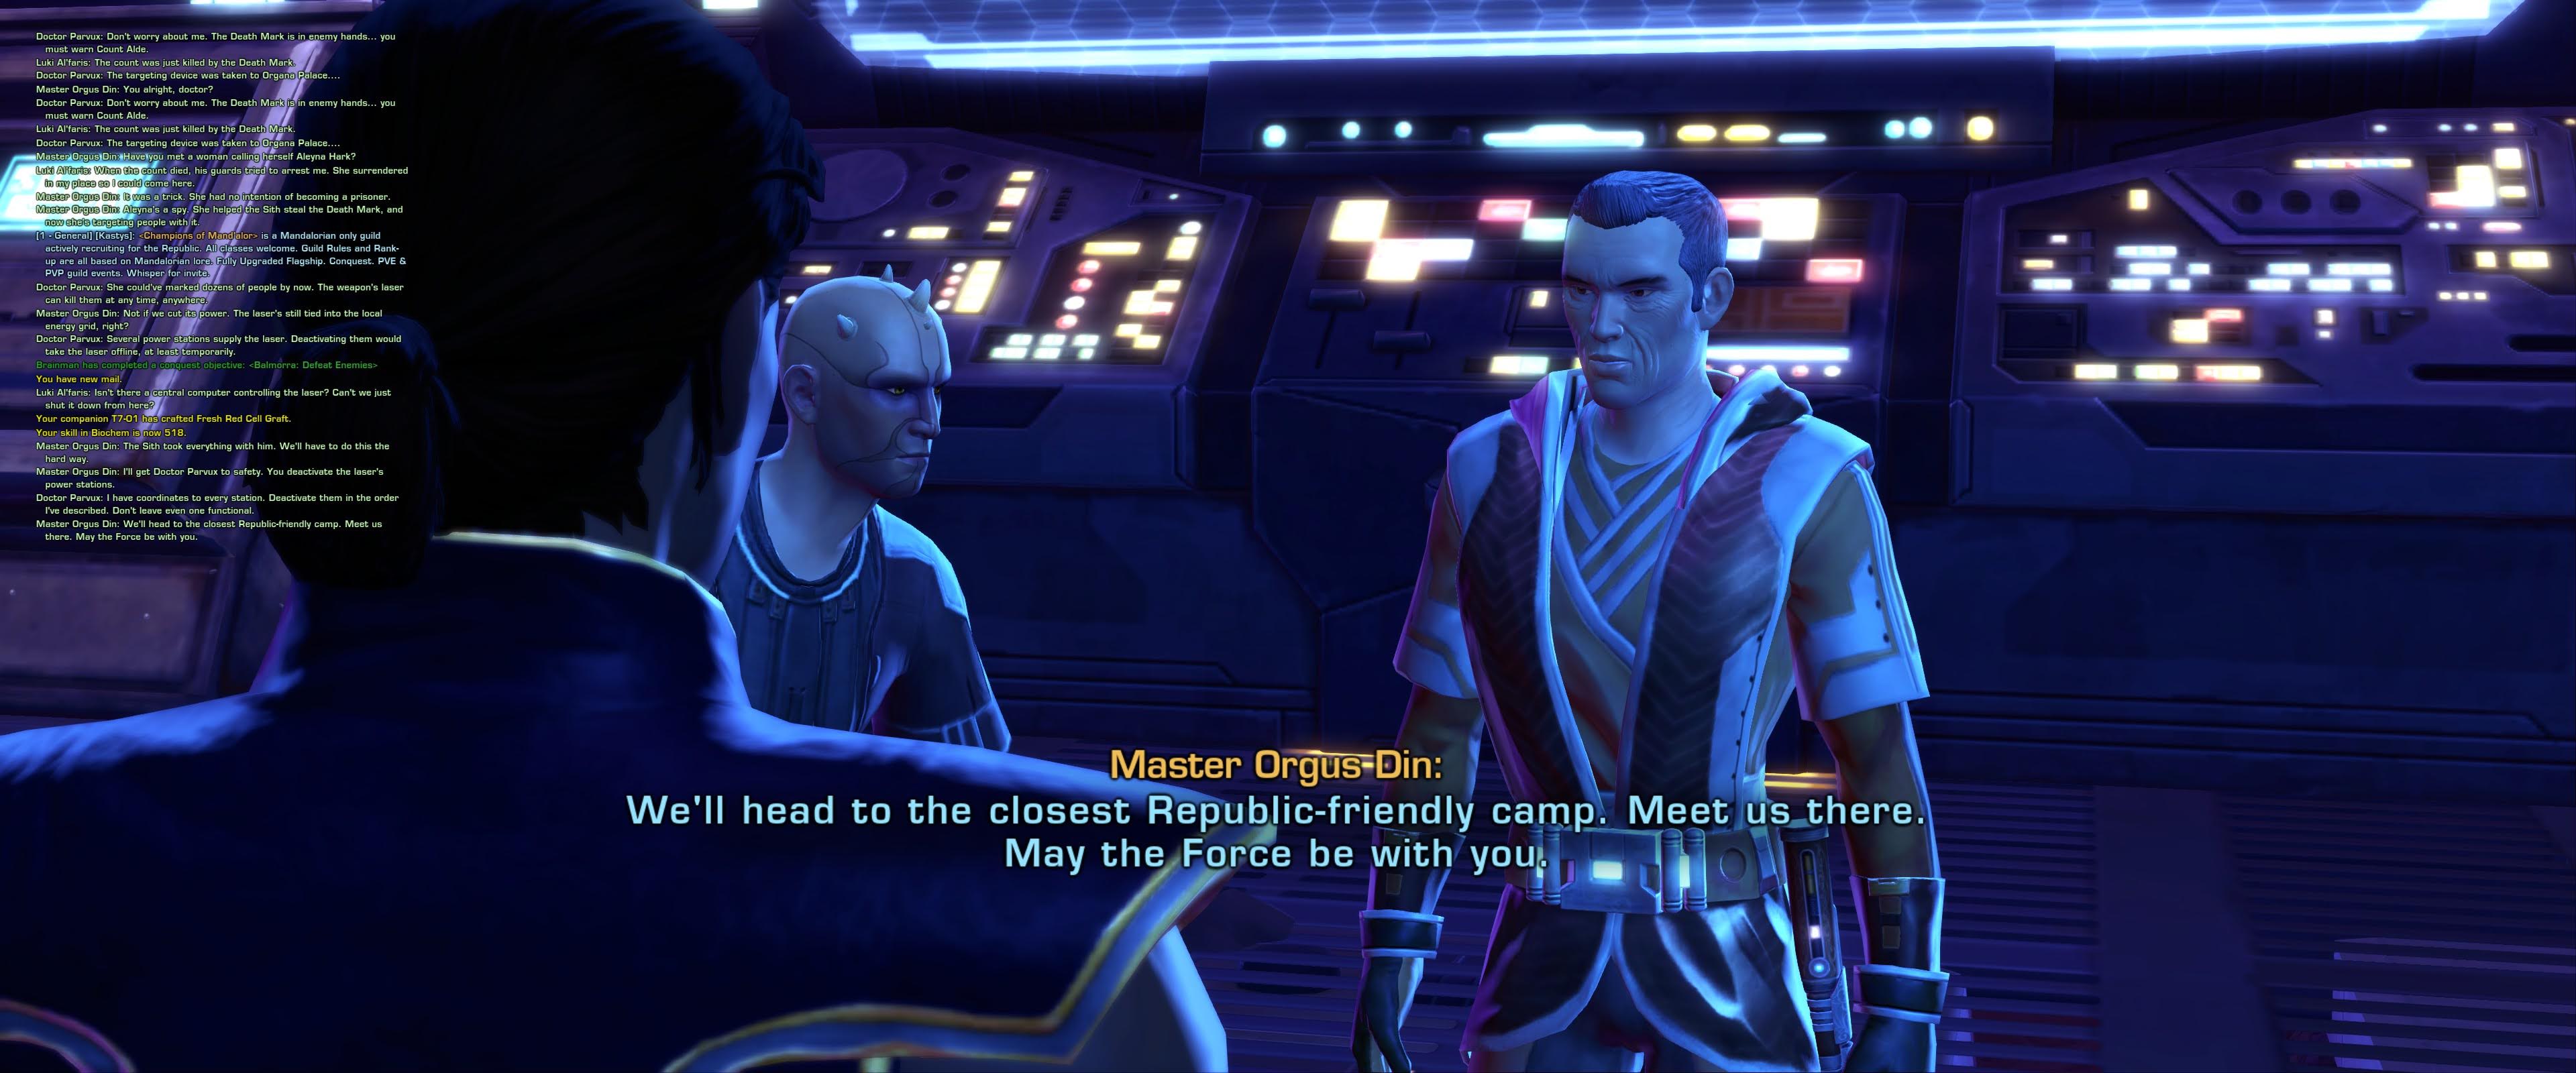 Doctor Parvux: Don't worry about me. The Death Mark is in enemy hands... you
must warn Count Alde.
Luki Al'faris: The count was just killed by the Death Mark.
Doctor Parvux: The targeting device was taken to Organa Palace....
Master Orgus Din: You alright, doctor?
Doctor Parvux: Don't worry about me. The Death Mark is in enemy hands... you
must warn Count Alde.
Luki Al'faris: The count was just killed by the Death Mark.
Doctor Parvux: The targeting device was taken to Organa Palace....
Master Orgus Din: Have you met a woman calling herself Aleyna Hark?
Luki Al'faris: When the count died, his guards tried to arrest me. She surrendered
in my place so I could come here.
Master Orgus Din: It was a trick. She had no intention of becoming a prisoner.
Master Orgus Din: Aleyna's a spy. She helped the Sith steal the Death Mark, and
now she's targeting people with it.
[1 - General] [Kastys]: <Champions of Mand'alor> is a Mandalorian only guild
actively recruiting for the Republic. All classes welcome. Guild Rules and Rank-
up are all based on Mandalorian lore. Fully Upgraded Flagship. Conquest. PVE &
PVP guild events. Whisper for invite.
Doctor Parvux: She could've marked dozens of people by now. The weapon's laser
can kill them at any time, anywhere.
Master Orgus Din: Not if we cut its power. The laser's still tied into the local
energy grid, right?
Doctor Parvux: Several power stations supply the laser. Deactivating them would
take the laser offline, at least temporarily.
Brainman has completed a conquest objective: <Balmorra: Defeat Enemies>
You have new mail.
Luki Al'faris: Isn't there a central computer controlling the laser? Can't we just
shut it down from here?
Your companion T7-O1 has crafted Fresh Red Cell Graft.
Your skill in Biochem is now 518.
Master Orgus Din: The Sith took everything with him. We'll have to do this the
hard way.
Master Orgus Din: I'll get Doctor Parvux to safety. You deactivate the laser's
power stations.
Doctor Parvux: I have coordinates to every station. Deactivate them in the order
I've described. Don't leave even one functional.
Master Orgus Din: We'll head to the closest Republic-friendly camp. Meet us
there. May the Force be with you.
Master Orgus Din:
We'll head to the closest Republic-friendly camp. Meet us there.
May the Force be with you.